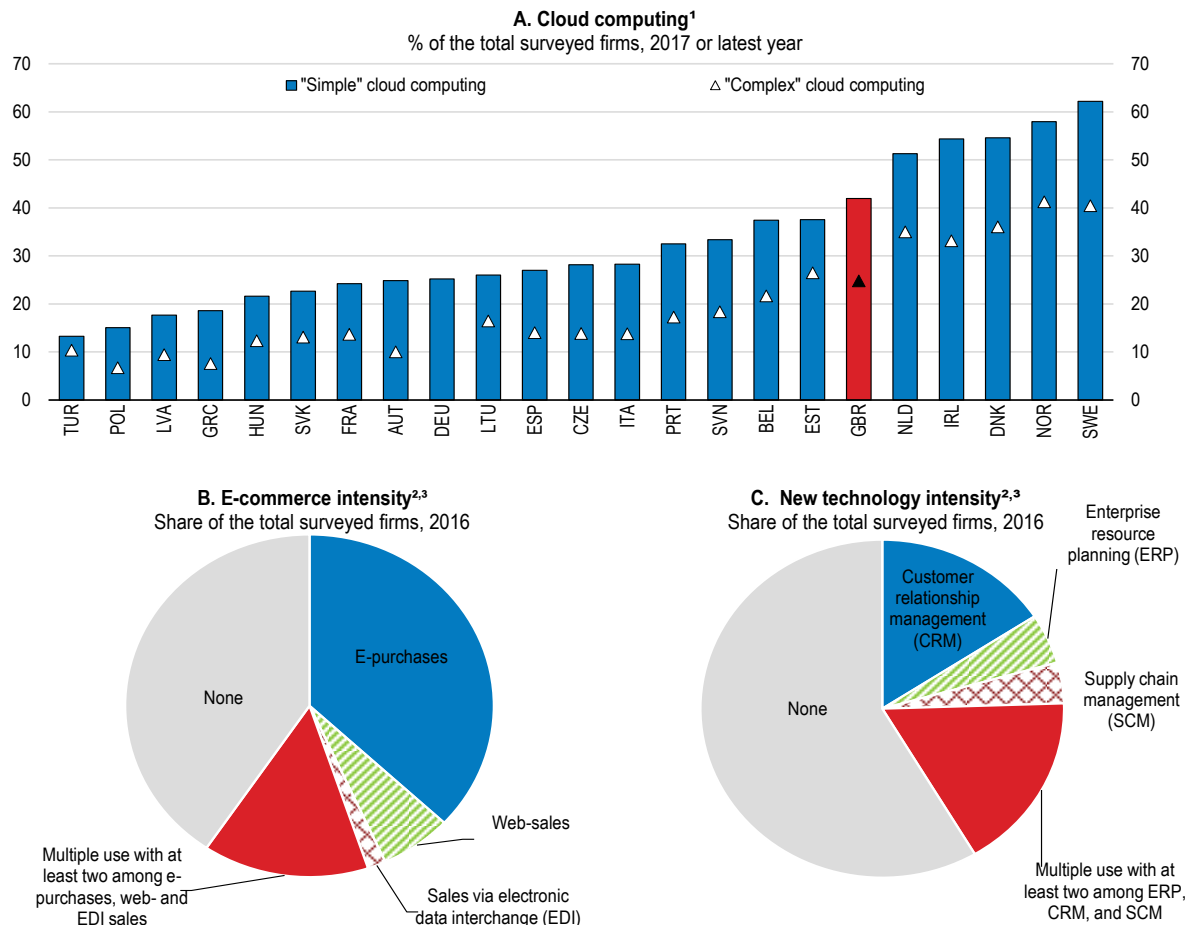 A. Cloud computing¹
% of the total surveyed firms, 2017 or latest year
70 70
"Simple" cloud computing "Complex" cloud computing
60 60
50 50
40 40
30 30
20 20
10 10
0 0
TUR POL LVA GRC HUN SVK FRA AUT DEU LTU ESP CZE ITA PRT SVN BEL EST GBR NLD IRL DNK NOR SWE
B. E-commerce intensity²,³
Share of the total surveyed firms, 2016
E-purchases
None
Web-sales
Multiple use with at
least two among e-
purchases, web- and
EDI sales
Sales via electronic
data interchange (EDI)
C. New technology intensity²,³
Share of the total surveyed firms, 2016
Enterprise
resource
planning (ERP)
Customer
relationship
management
(CRM)
Supply chain
management
(SCM)
None
Multiple use with at
least two among ERP,
CRM, and SCM